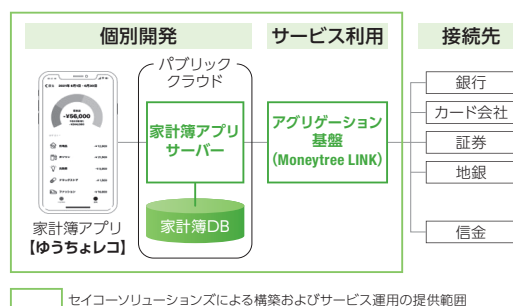 個別開発
サービス利用
接続先
パブリック
クラウド
-¥56,000
家計簿アプリ
サーバー
家計簿DB
アグリゲーション
基盤
(Moneytree LINK)
銀行
カード会社
証券
地銀
信金
家計簿アプリ
【ゆうちょレコ】
セイコーソリューションズによる構築およびサービス運用の提供範囲